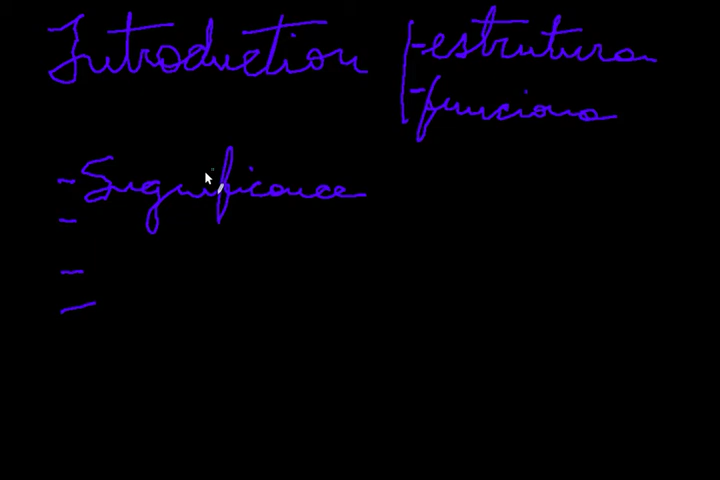 Introduction
- estrutura
- funciona
- Significance
-
-
-